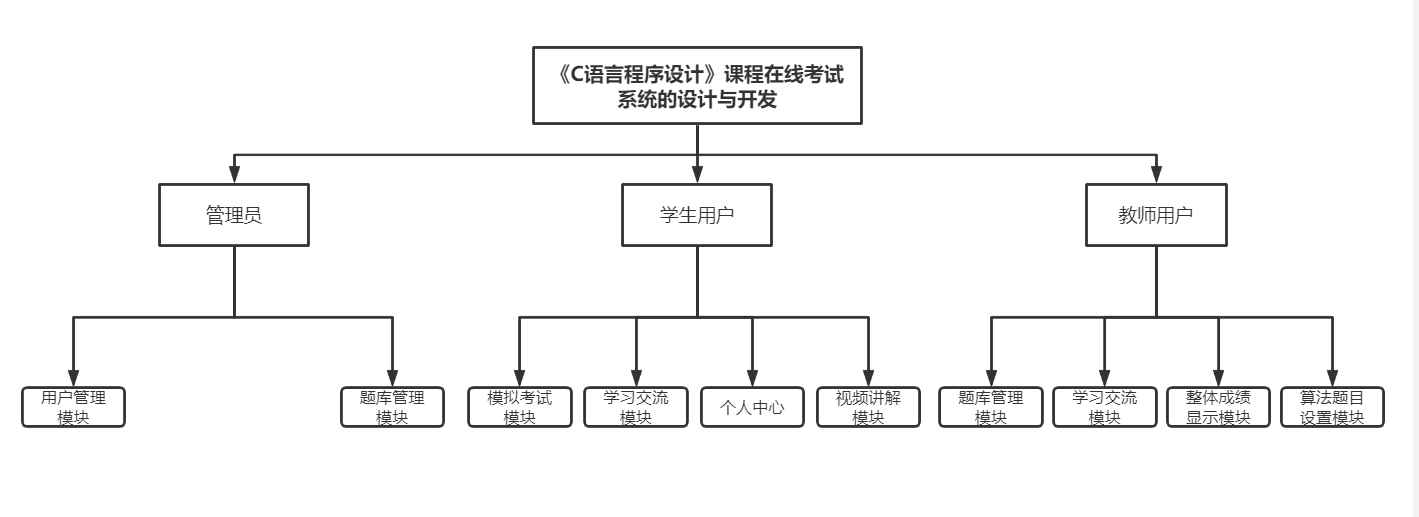 《C语言程序设计》课程在线考试
系统的设计与开发
管理员
学生用户
教师用户
用户管理
模块
题库管理
模块
模拟考试
模块
学习交流
模块
个人中心
视频讲解
模块
题库管理
模块
学习交流
模块
整体成绩
显示模块
算法题目
设置模块